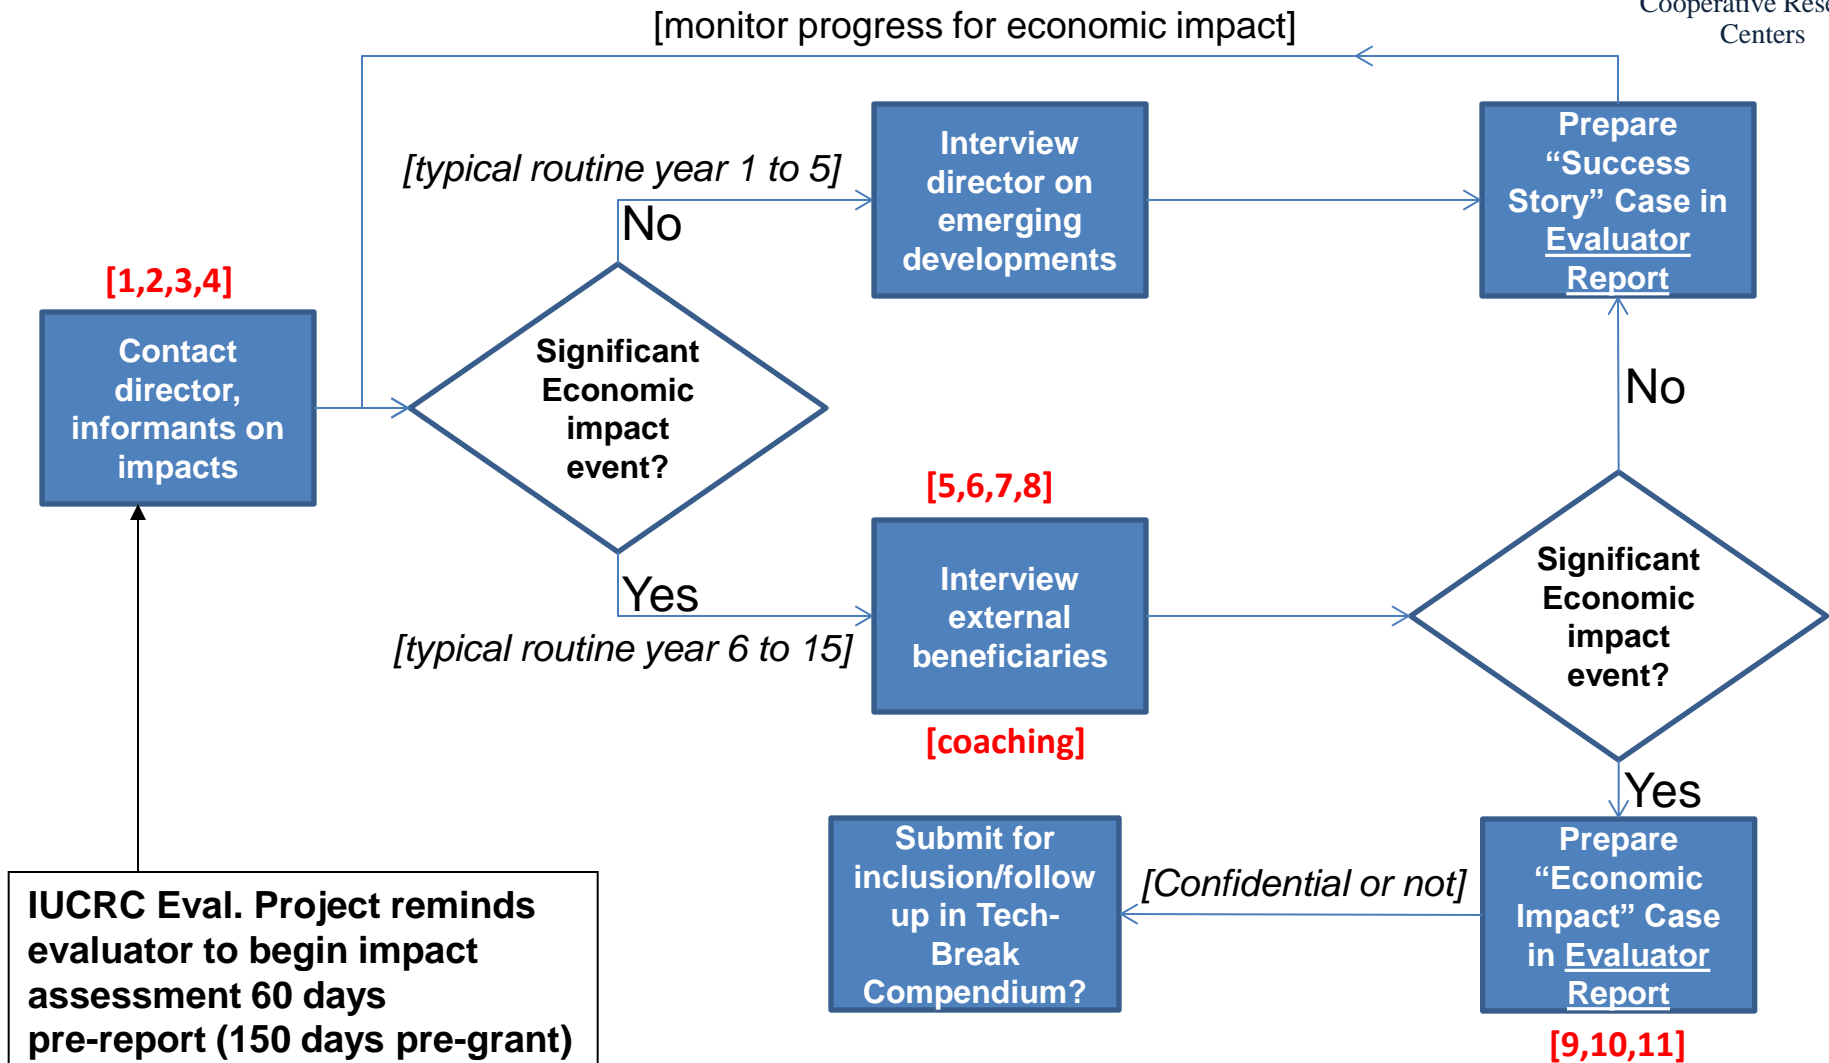 Cooperative Rese
Centers
[monitor progress for economic impact]
[typical routine year 1 to 5]
No
Interview
director on
emerging
developments
Prepare
“Success
Story” Case in
Evaluator
Report
[1,2,3,4]
Contact
director,
informants on
impacts
Significant
Economic
impact
event?
No
[5,6,7,8]
Yes
[typical routine year 6 to 15]
Interview
external
beneficiaries
[coaching]
Significant
Economic
impact
event?
Yes
Submit for
inclusion/follow
up in Tech-
Break
Compendium?
[Confidential or not]
Prepare
“Economic
Impact” Case
in Evaluator
Report
[9,10,11]
IUCRC Eval. Project reminds
evaluator to begin impact
assessment 60 days
pre-report (150 days pre-grant)